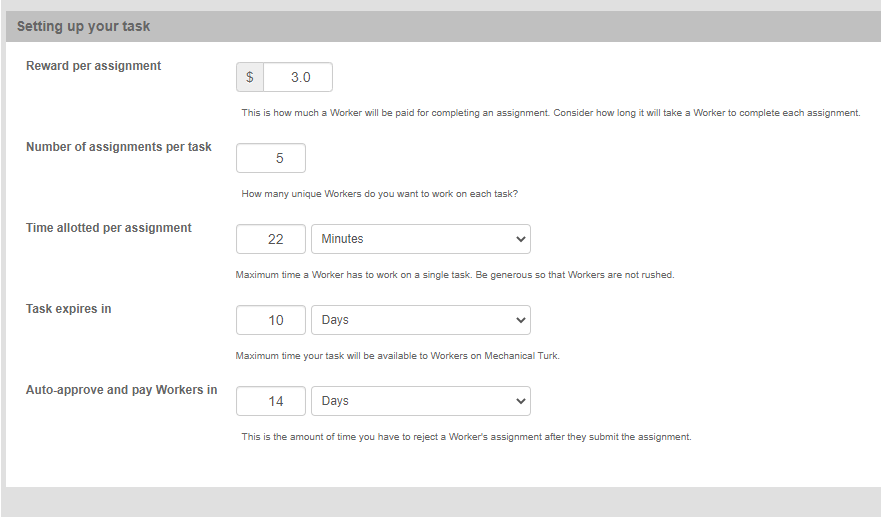 Setting up your task
Reward per assignment
$ 3.0
This is how much a Worker will be paid for completing an assignment. Consider how long it will take a Worker to complete each assignment.
Number of assignments per task
5
How many unique Workers do you want to work on each task?
Time allotted per assignment
22 Minutes
Maximum time a Worker has to work on a single task. Be generous so that Workers are not rushed.
Task expires in
10 Days
Maximum time your task will be available to Workers on Mechanical Turk.
Auto-approve and pay Workers in
14 Days
This is the amount of time you have to reject a Worker's assignment after they submit the assignment.